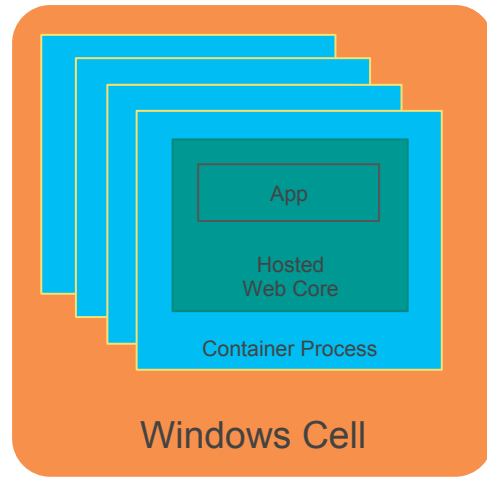 App
Hosted
Web Core
Container Process
Windows Cell